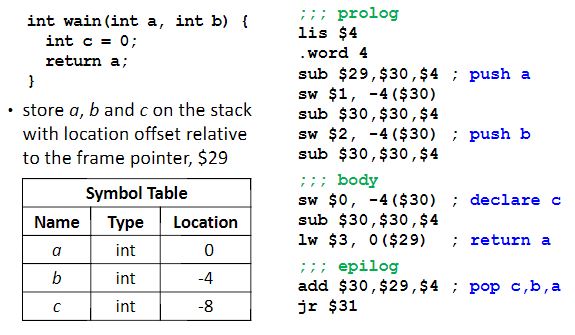 int wain(int a, int b) {
int c = 0;
return a;
}
• store a, b and c on the stack
with location offset relative
to the frame pointer, $29
Symbol Table
Name Type Location
a int 0
b int -4
c int -8
;;; prolog
lis $4
.word 4
sub $29,$30,$4 ; push a
sw $1, -4($30)
sub $30,$30,$4
sw $2, -4($30) ; push b
sub $30,$30,$4
;;; body
sw $0, -4($30) ; declare c
sub $30,$30,$4
lw $3, 0($29) ; return a
;;; epilog
add $30,$29,$4 ; pop c,b,a
jr $31